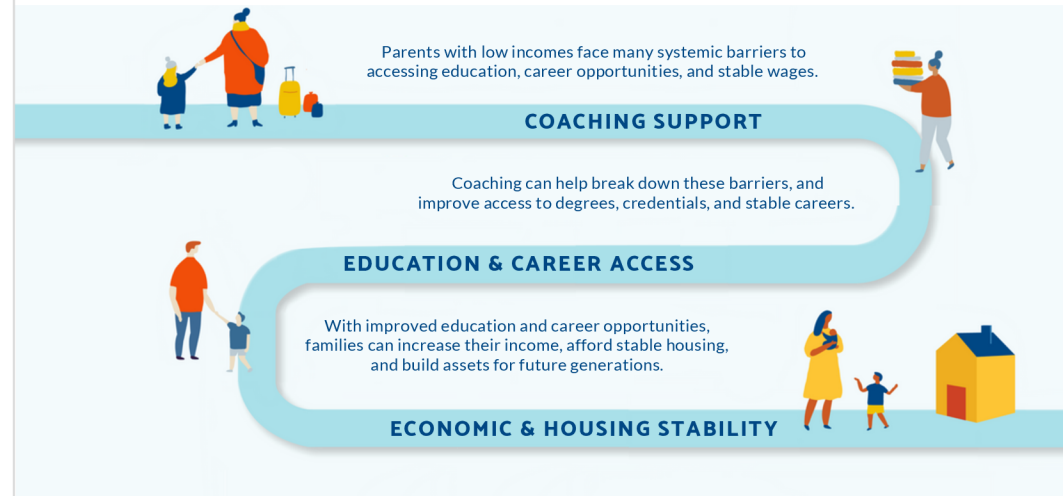 Parents with low incomes face many systemic barriers to
accessing education, career opportunities, and stable wages.
COACHING SUPPORT
Coaching can help break down these barriers, and
improve access to degrees, credentials, and stable careers.
EDUCATION & CAREER ACCESS
With improved education and career opportunities,
families can increase their income, afford stable housing,
and build assets for future generations.
ECONOMIC & HOUSING STABILITY